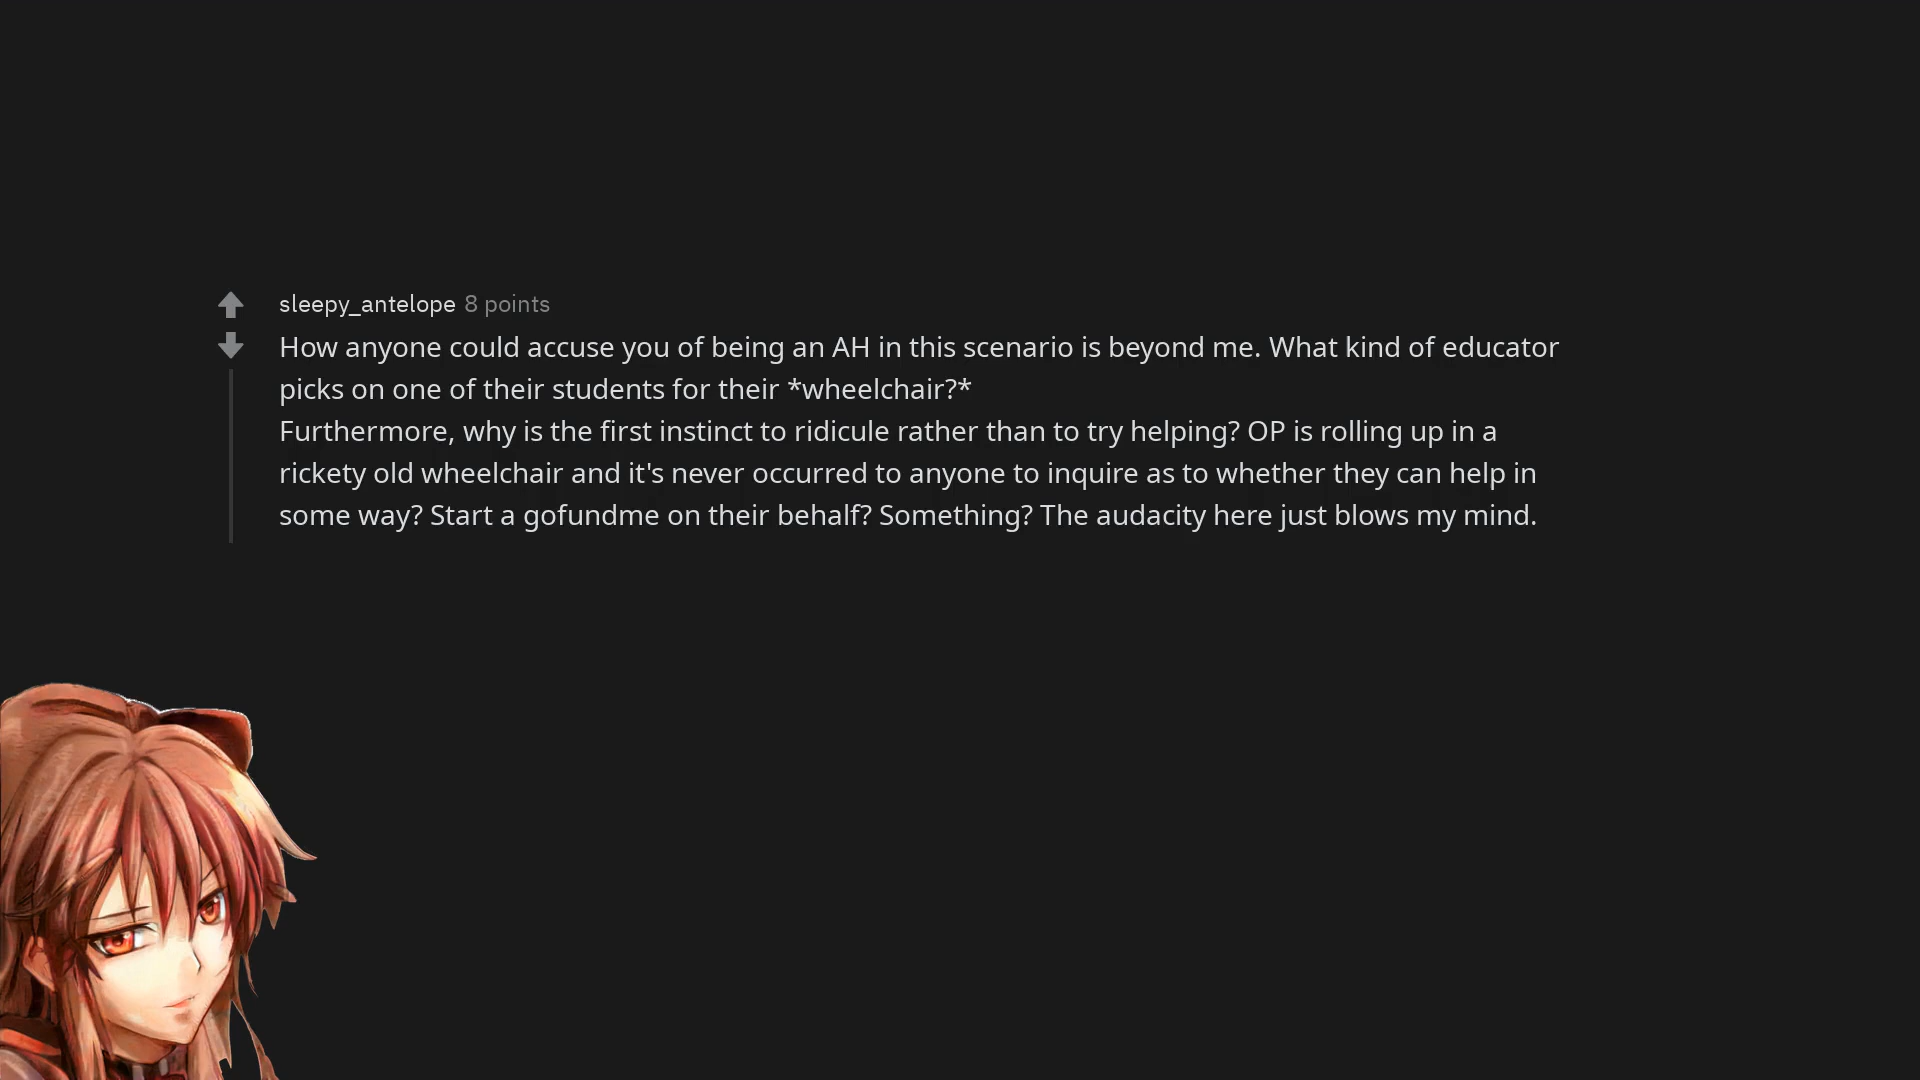 sleepy_antelope 8 points
How anyone could accuse you of being an AH in this scenario is beyond me. What kind of educator
picks on one of their students for their *wheelchair?*
Furthermore, why is the first instinct to ridicule rather than to try helping? OP is rolling up in a
rickety old wheelchair and it's never occurred to anyone to inquire as to whether they can help in
some way? Start a gofundme on their behalf? Something? The audacity here just blows my mind.